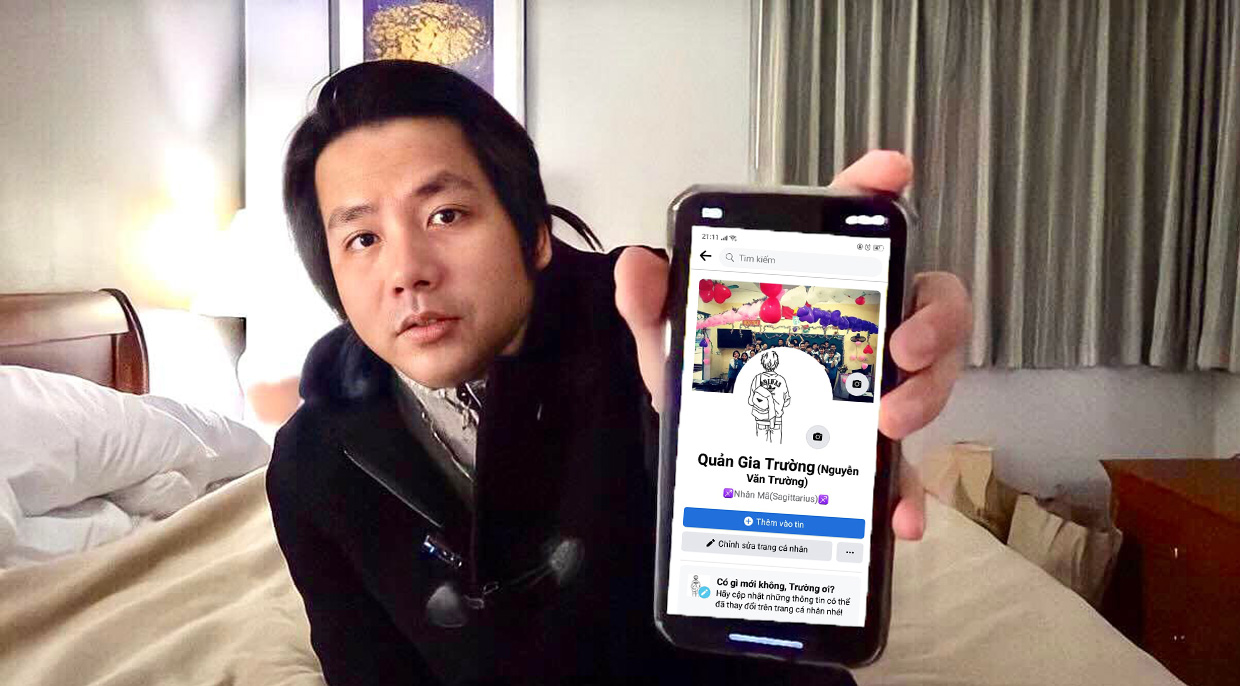 21:11
Tìm kiếm
Quản Gia Trường (Nguyên
Văn Trường)
♐Nhân Mã(Sagittarius)♐
Thêm vào tin
Chỉnh sửa trang cá nhân
Có gì mới không, Trường ơi?
Hãy cập nhật những thông tin có thể
đã thay đổi trên trang cá nhân nhé!